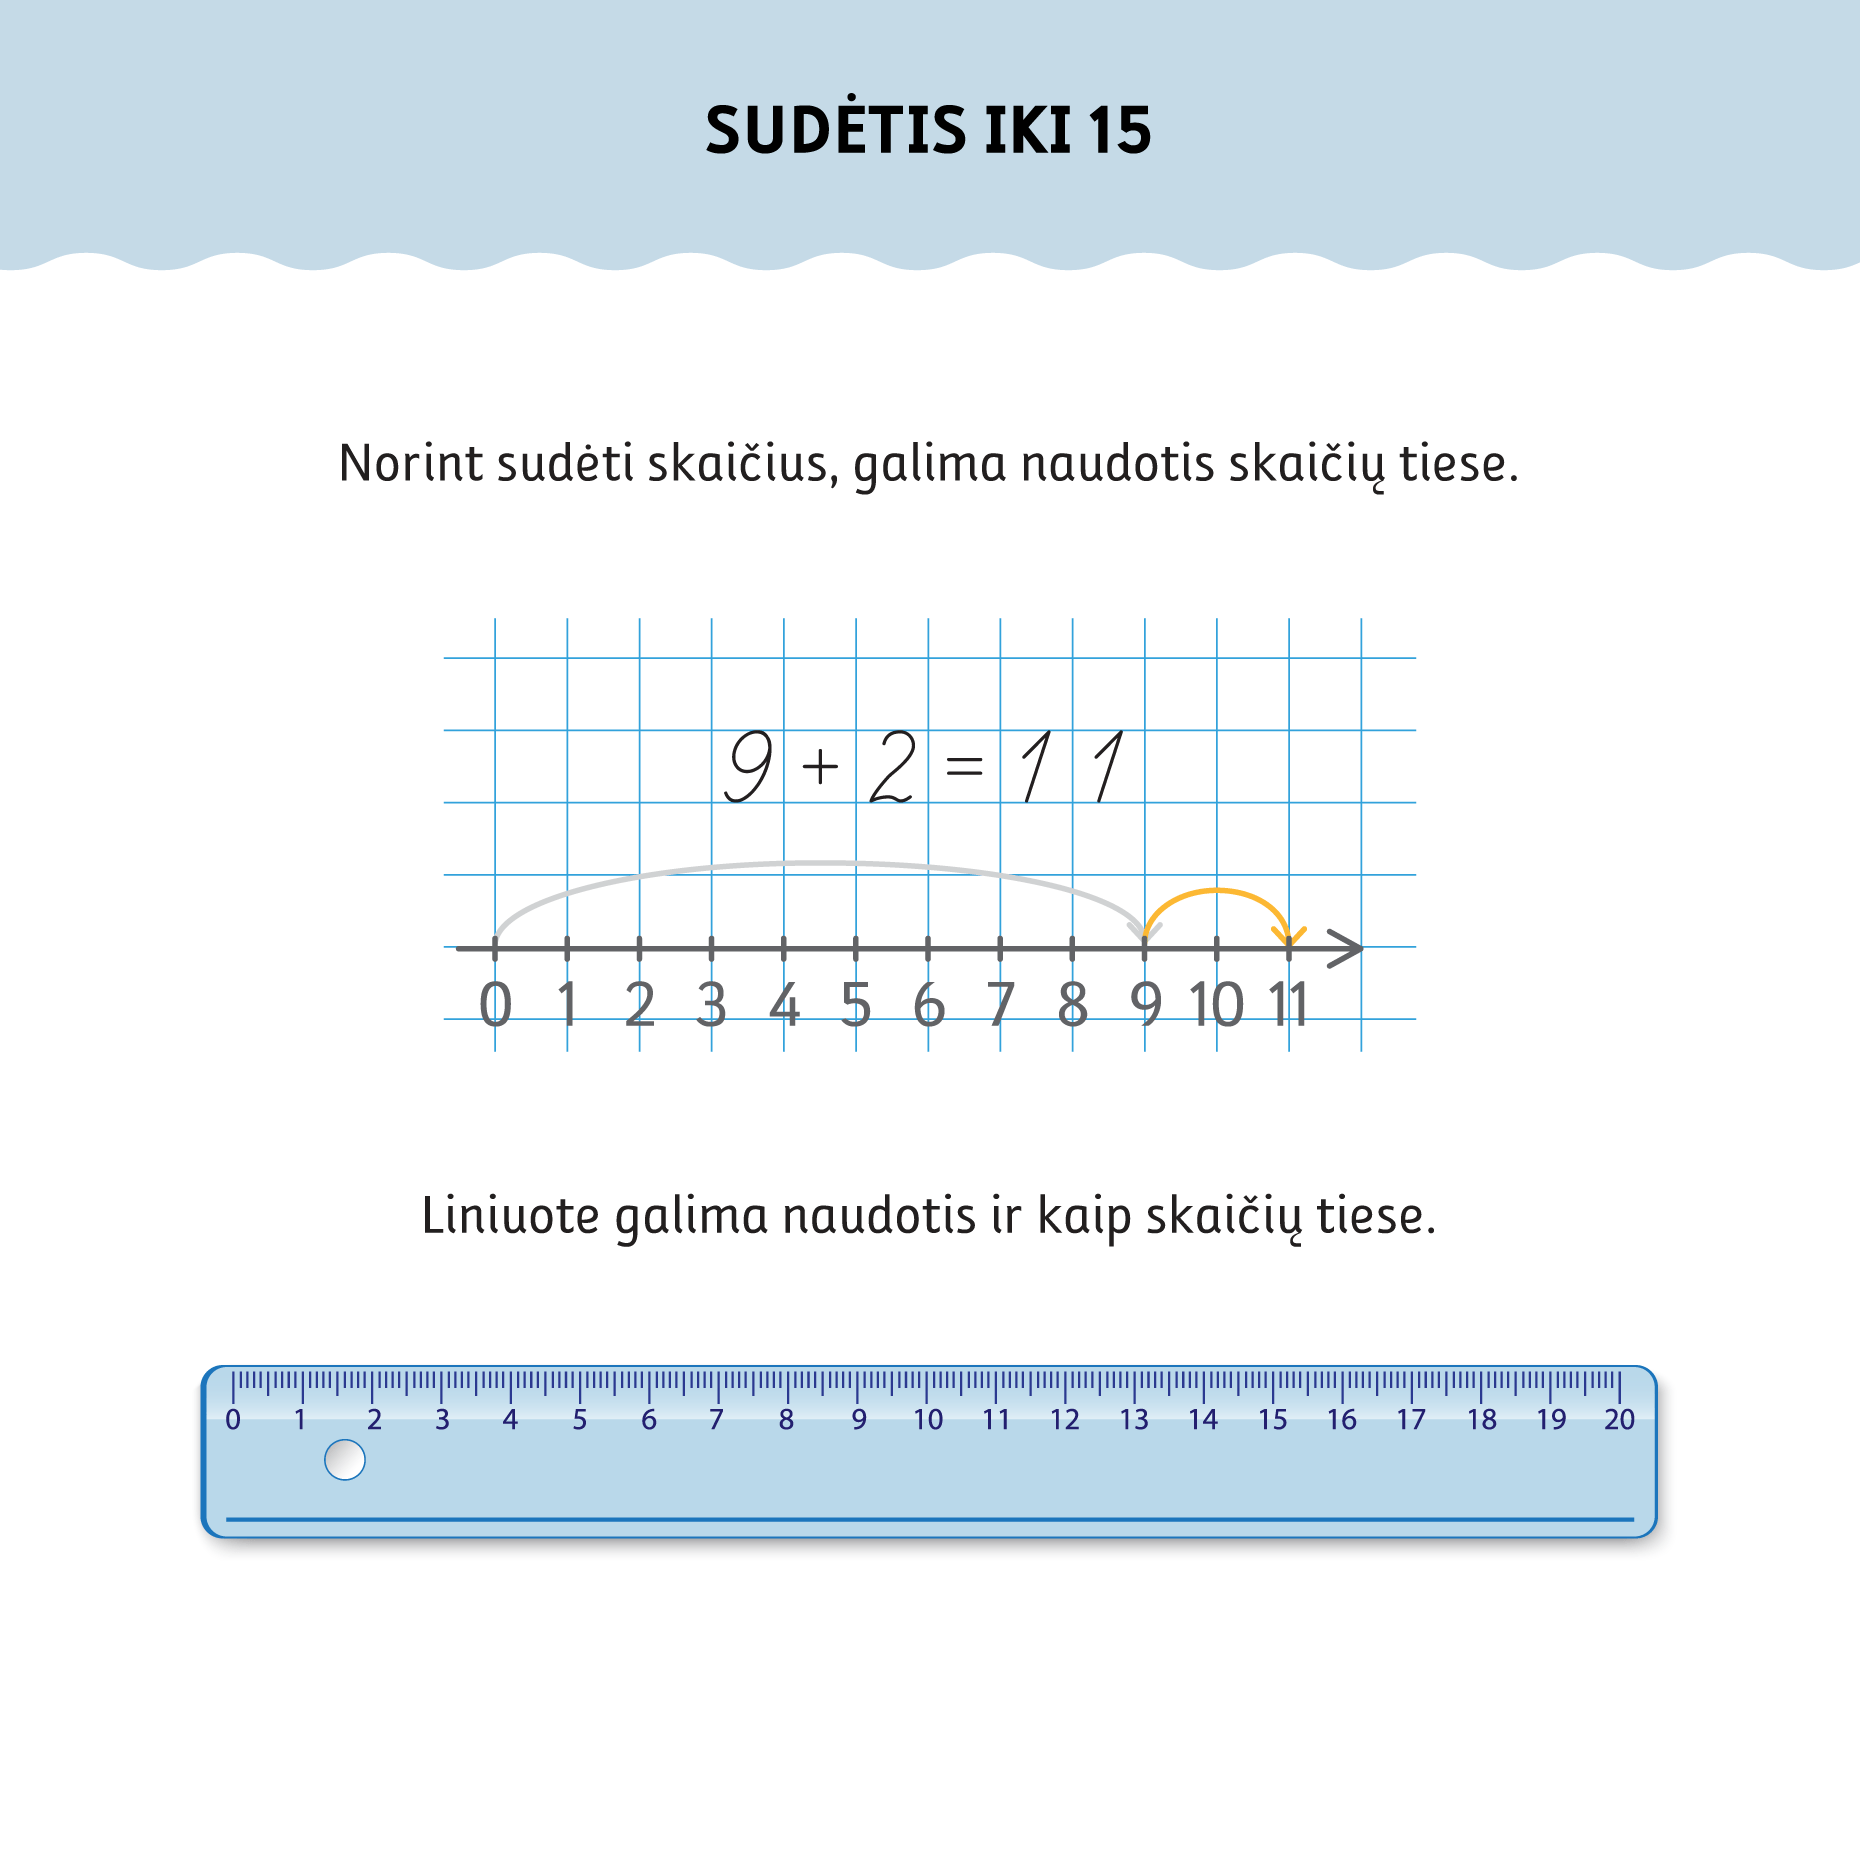 SUDĖTIS IKI 15
Norint sudėti skaičius, galima naudotis skaičių tiese.
9 + 2 = 1 1
0 1 2 3 4 5 6 7 8 9 10 11
Liniuote galima naudotis ir kaip skaičių tiese.
0 1 2 3 4 5 6 7 8 9 10 11 12 13 14 15 16 17 18 19 20